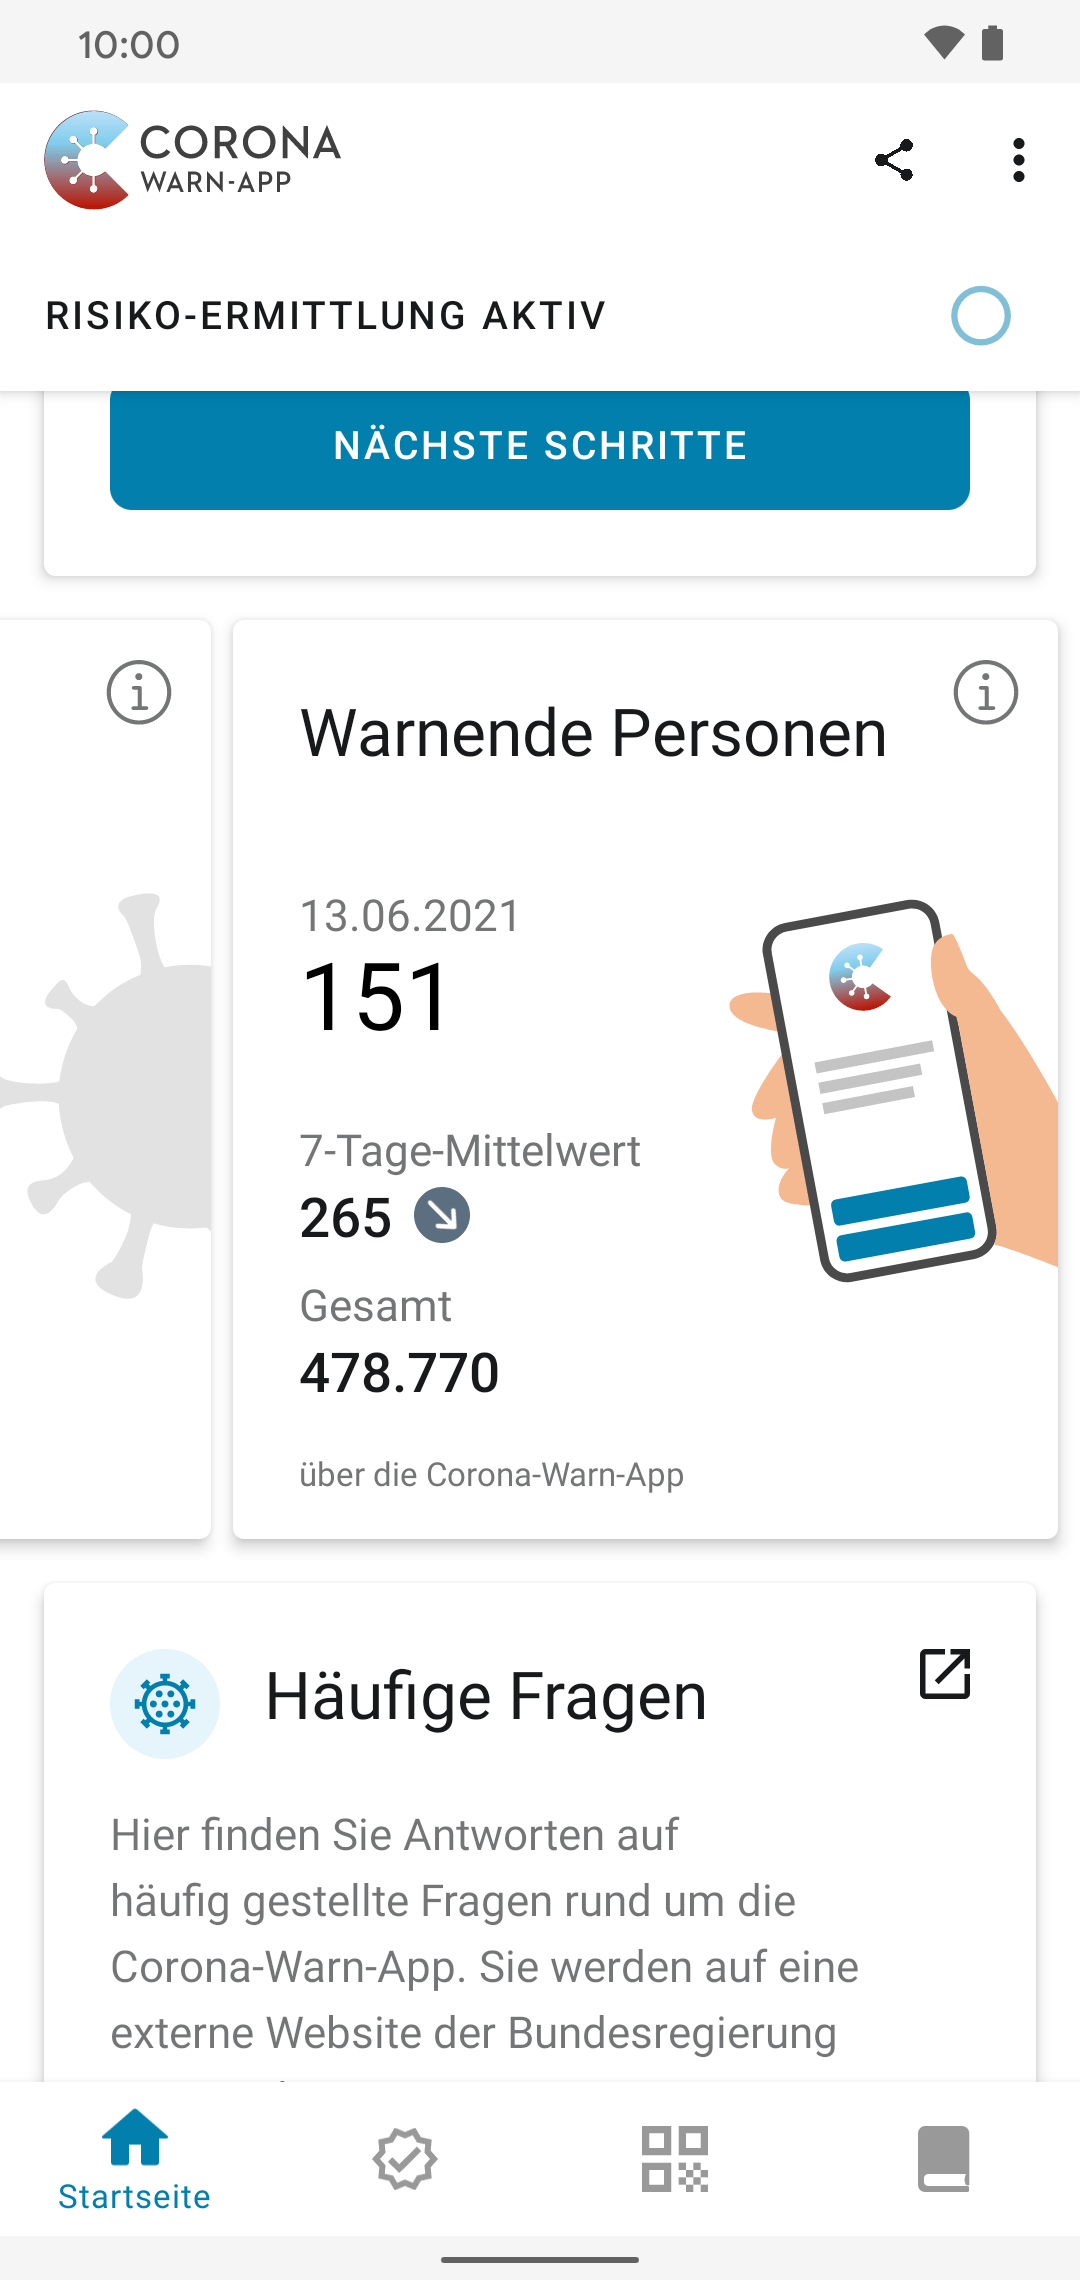 10:00
CORONA
WARN-APP
RISIKO-ERMITTLUNG AKTIV
NÄCHSTE SCHRITTE
Warnende Personen
13.06.2021
151
7-Tage-Mittelwert
265
Gesamt
478.770
über die Corona-Warn-App
Häufige Fragen
Hier finden Sie Antworten auf
häufig gestellte Fragen rund um die
Corona-Warn-App. Sie werden auf eine
externe Website der Bundesregierung
Startseite